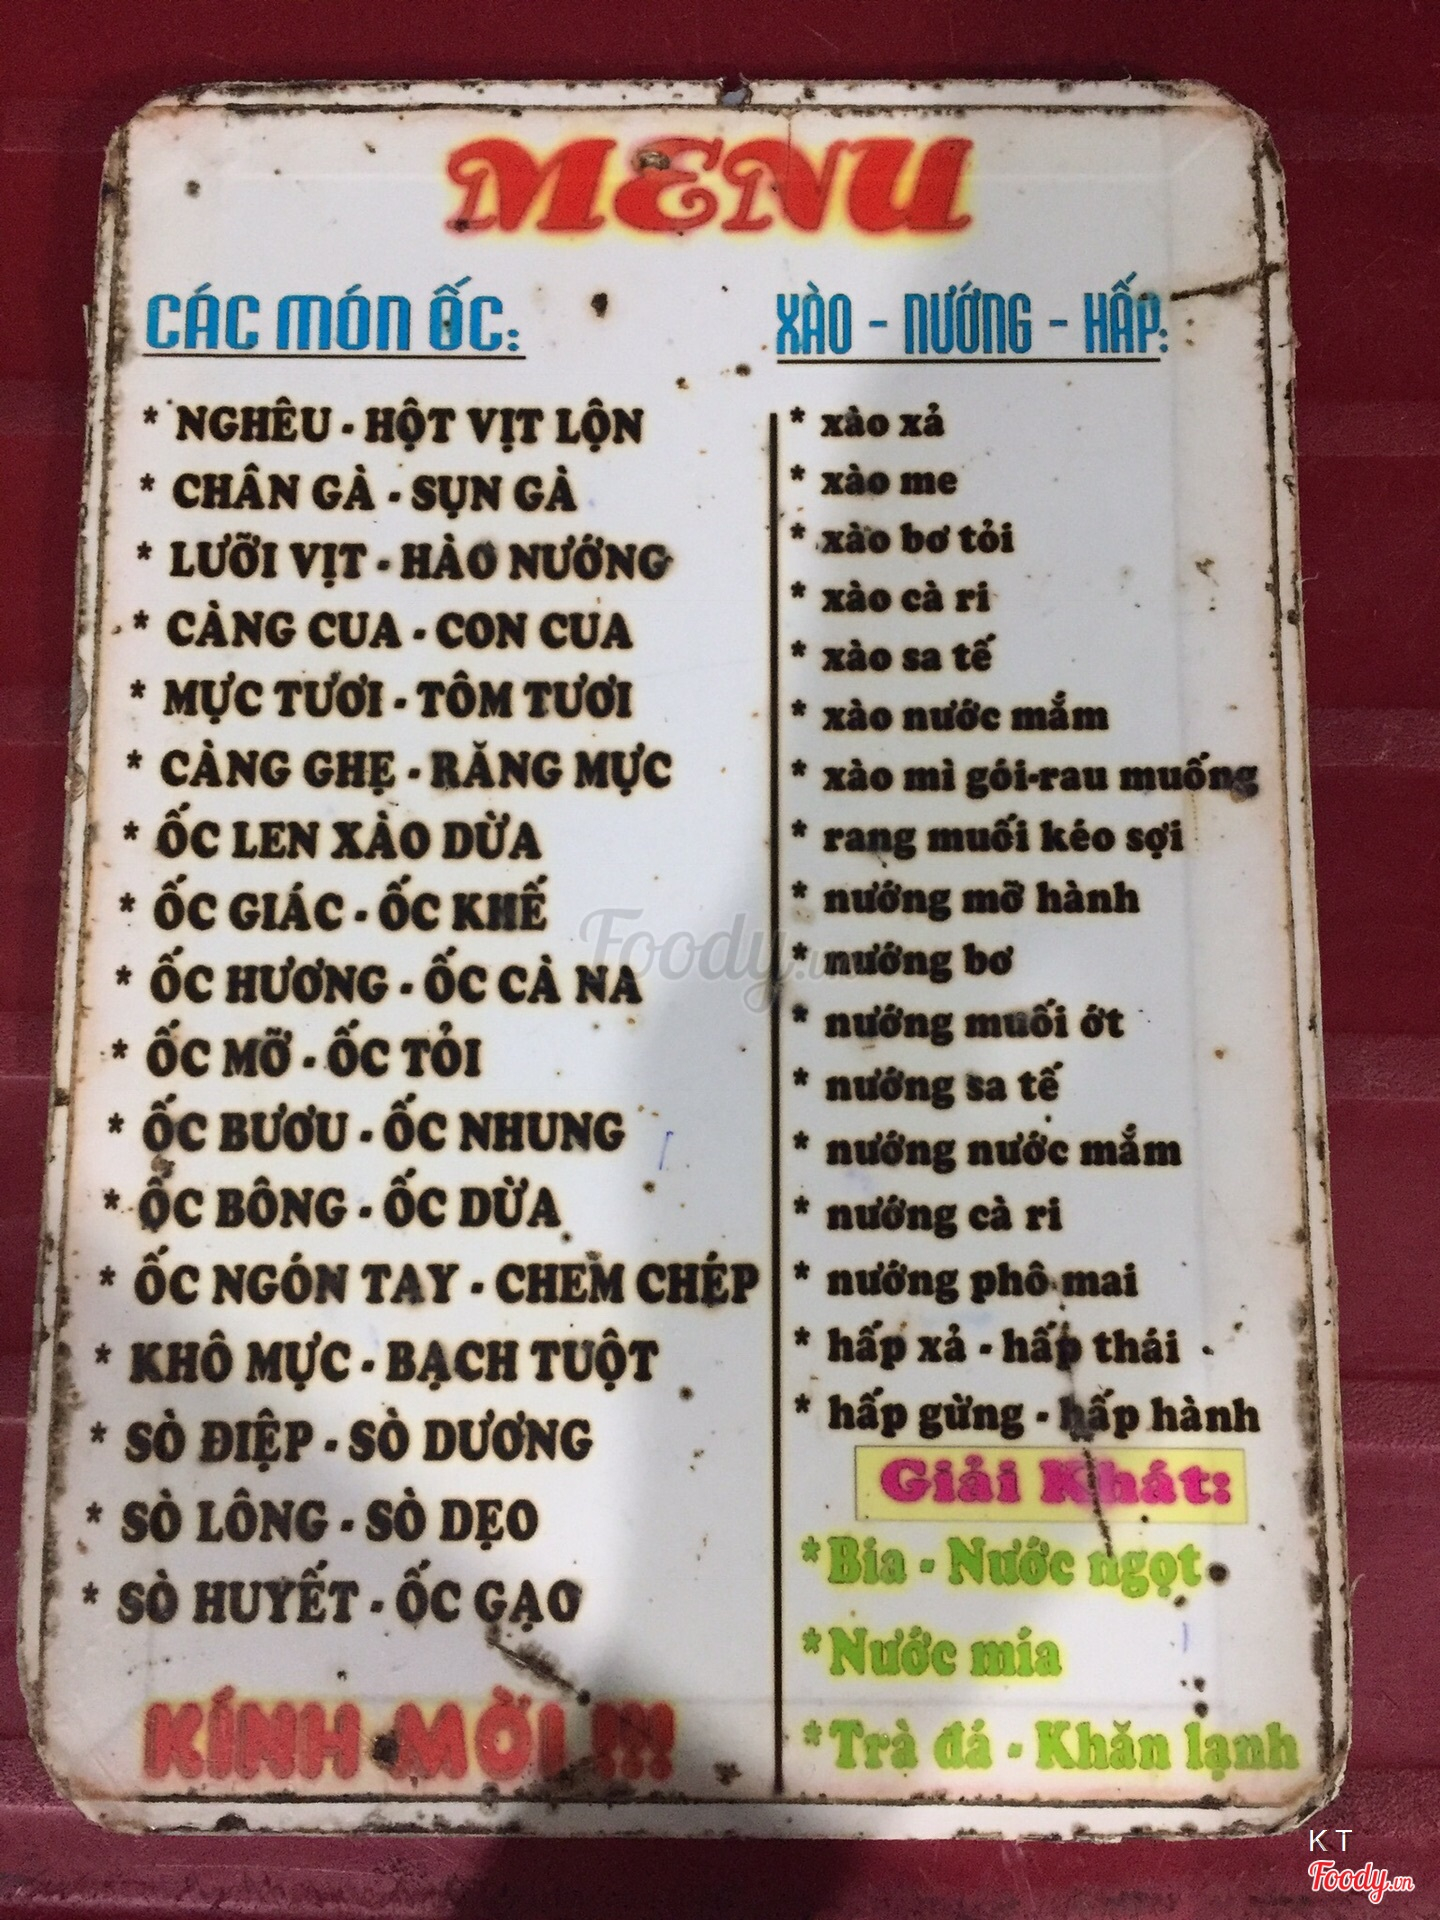 MENU
CÁC MÓN ỐC:
* NGHÊU - HỘT VỊT LỘN
* CHÂN GÀ - SỤN GÀ
* LƯỠI VỊT - HÀO NƯỚNG
* CÀNG CUA - CON CUA
* MỰC TƯƠI - TÔM TƯƠI
* CÀNG GHẸ - RĂNG MỰC
* ỐC LEN XÀO DỪA
* ỐC GIÁC - ỐC KHẾ
* ỐC HƯƠNG - ỐC CÀ NA
* ỐC MỠ - ỐC TỎI
* ỐC BƯƠU - ỐC NHUNG
* ỐC BÔNG - ỐC DỪA
* ỐC NGÓN TAY - CHEM CHÉP
* KHÔ MỰC - BẠCH TUỘT
* SÒ ĐIỆP - SÒ DƯƠNG
* SÒ LÔNG - SÒ DẸO
* SÒ HUYẾT - ỐC GẠO
KÍNH MỜI !!!
XÀO - NƯỚNG - HẤP:
* xào xả
* xào me
* xào bơ tỏi
* xào cà ri
* xào sa tế
* xào nước mắm
* xào mì gói-rau muống
* rang muối kéo sợi
* nướng mỡ hành
* nướng bơ
* nướng muối ớt
* nướng sa tế
* nướng nước mắm
* nướng cà ri
* nướng phô mai
* hấp xả - hấp thái
* hấp gừng - hấp hành
Giải Khát:
*Bia - Nước ngọt
*Nước mía
*Trà đá - Khăn lạnh
Foody.vn
K T
Foody.vn